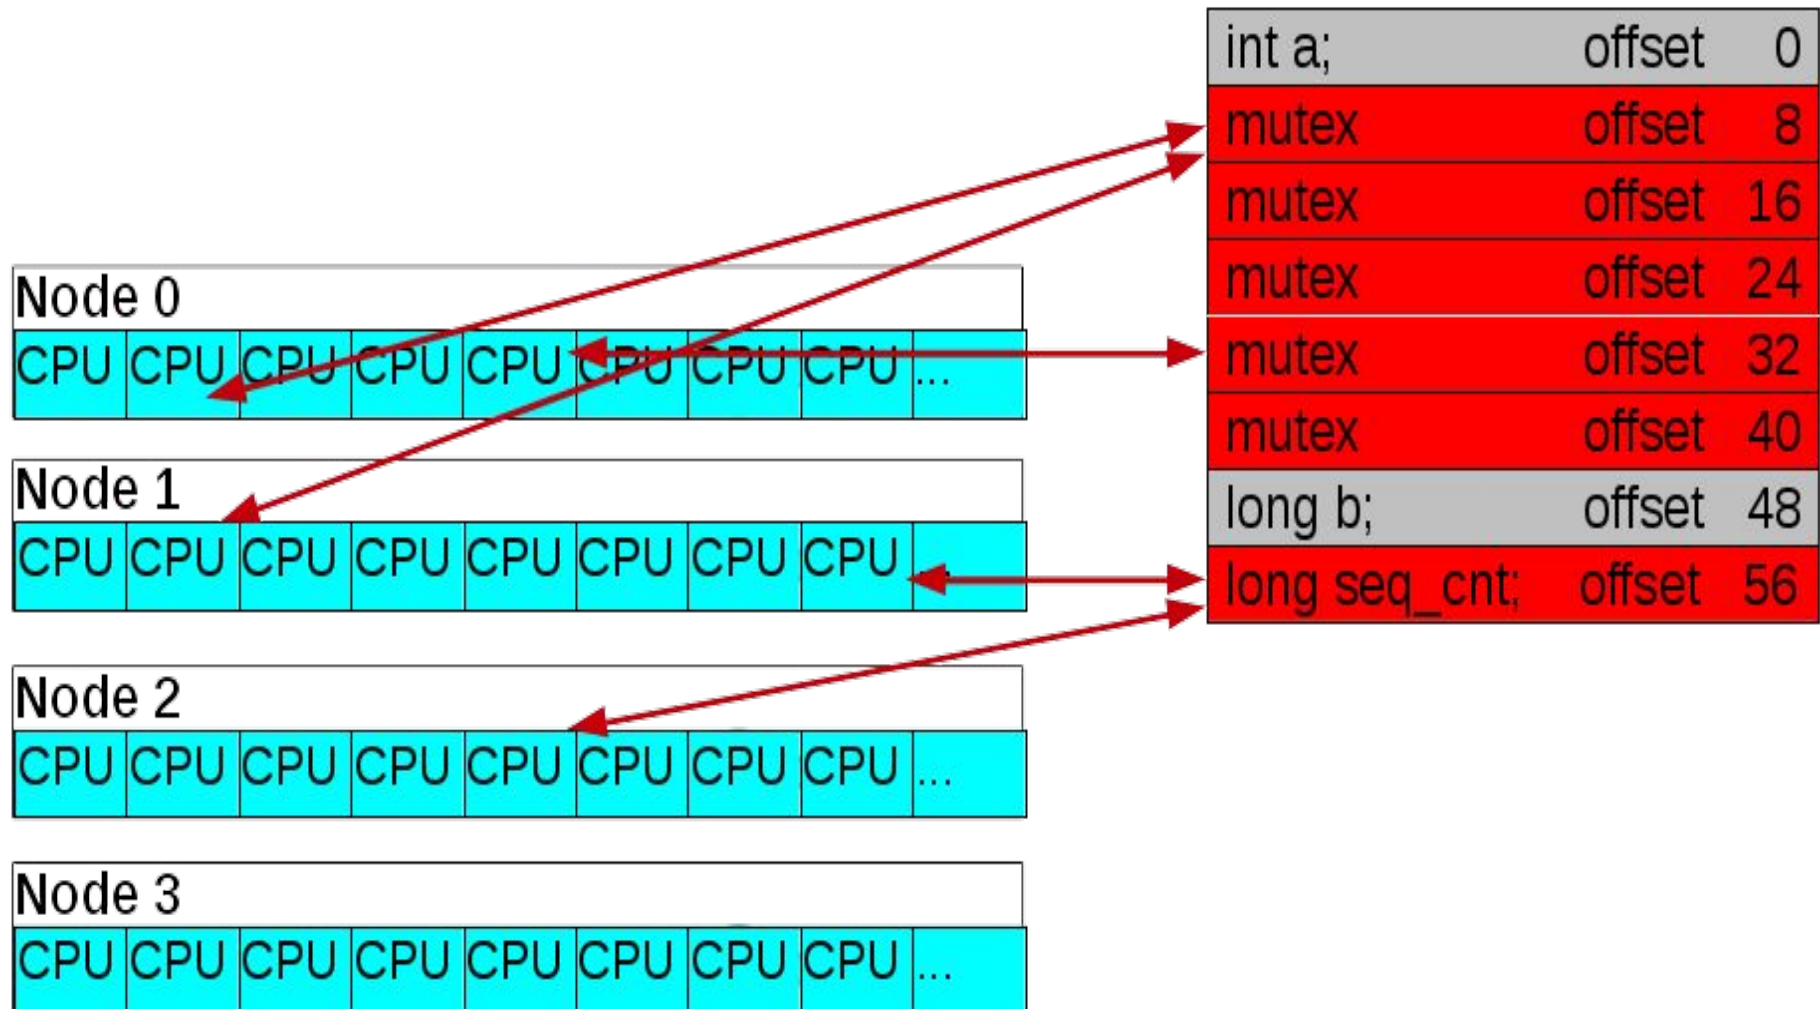 int a; offset 0
mutex offset 8
mutex offset 16
mutex offset 24
mutex offset 32
mutex offset 40
long b; offset 48
long seq_cnt; offset 56
Node 0
CPU CPU CPU CPU CPU CPU CPU CPU ...
Node 1
CPU CPU CPU CPU CPU CPU CPU CPU ...
Node 2
CPU CPU CPU CPU CPU CPU CPU CPU ...
Node 3
CPU CPU CPU CPU CPU CPU CPU CPU ...